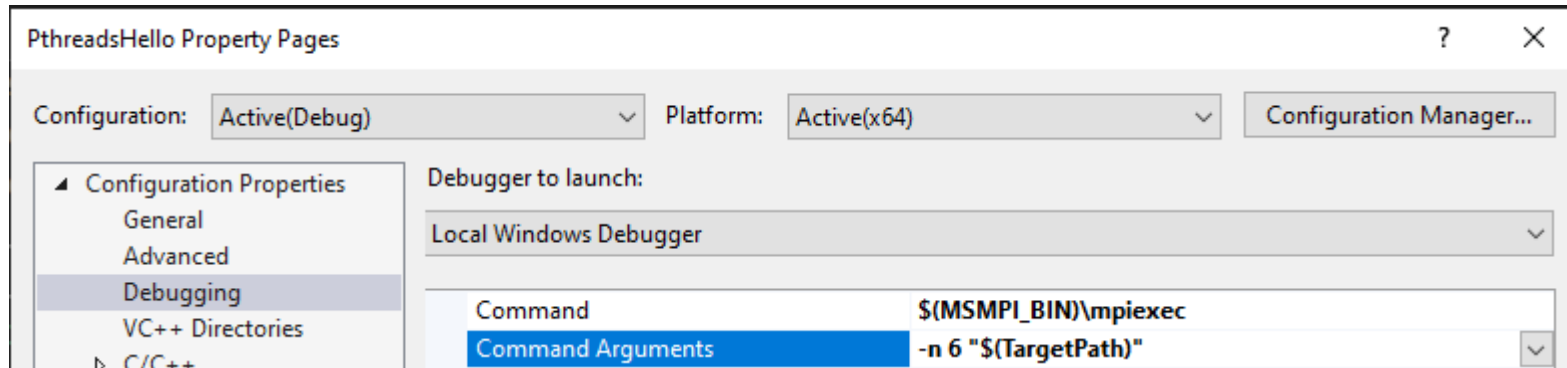 PthreadsHello Property Pages ?
Configuration: Active(Debug) Platform: Active(x64) Configuration Manager...
Configuration Properties
General
Advanced
Debugging
VC++ Directories
C/C++
Debugger to launch:
Local Windows Debugger
Command $(MSMPI_BIN)\mpiexec
Command Arguments -n 6 "$(TargetPath)"